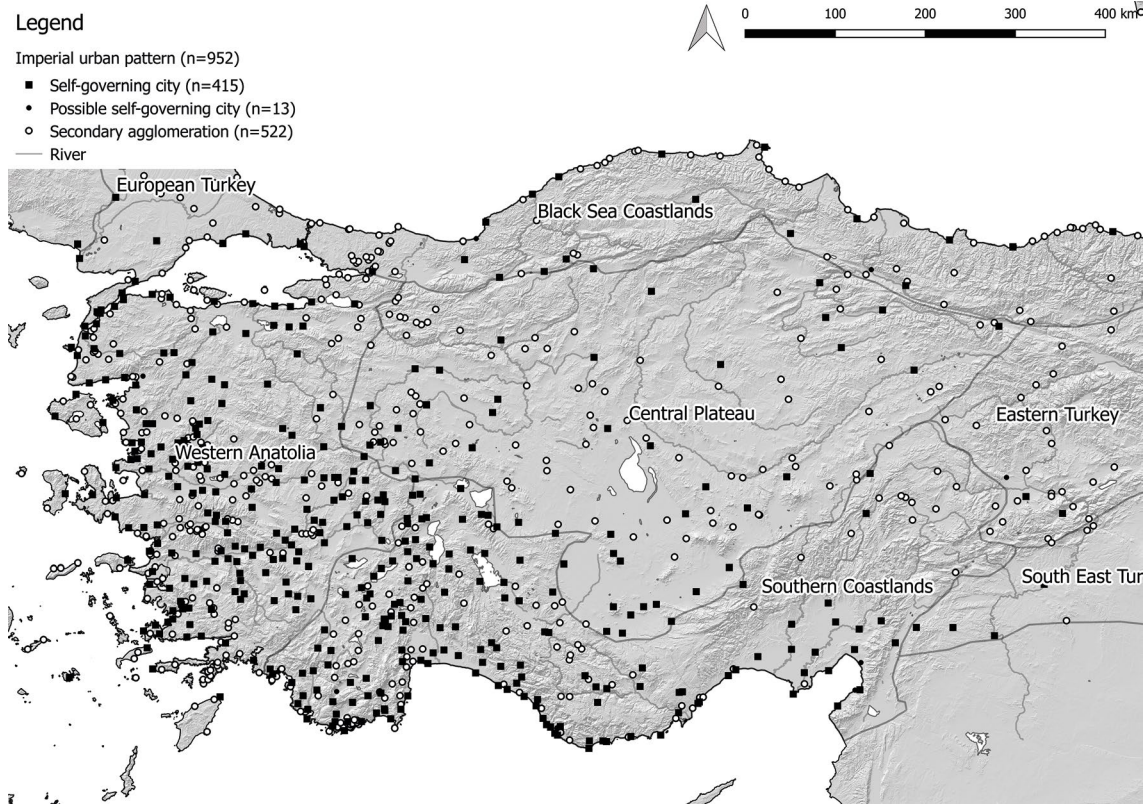 Legend
Imperial urban pattern (n=952)
Self-governing city (n=415)
Possible self-governing city (n=13)
Secondary agglomeration (n=522)
River
0 100 200 300 400 km
European Turkey
Black Sea Coastlands
Central Plateau
Eastern Turkey
Western Anatolia
Southern Coastlands
South East Tur